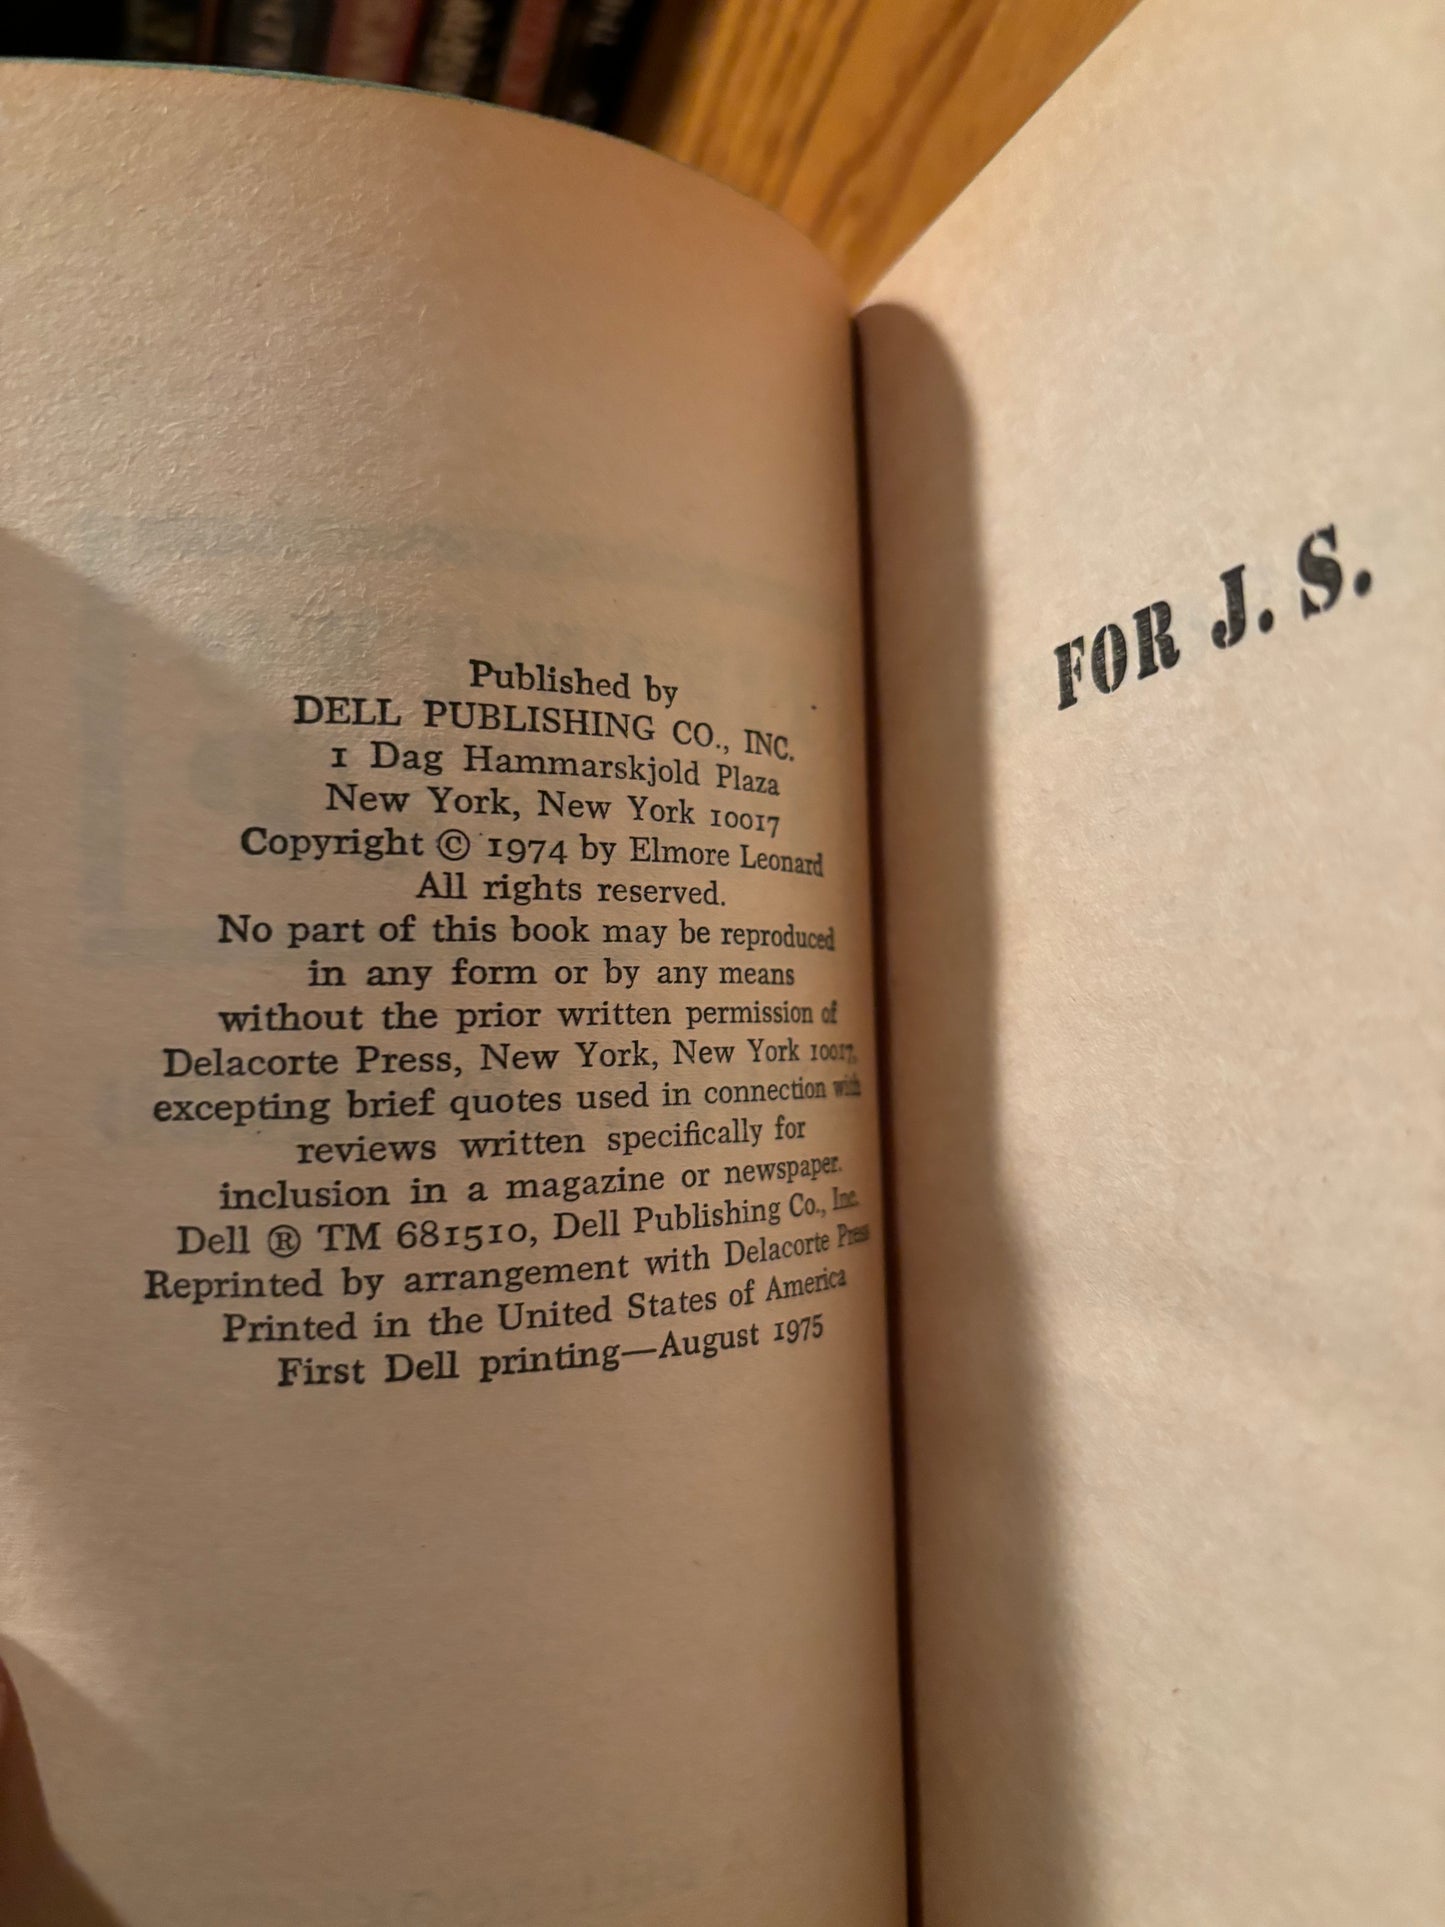 Published by
DELL PUBLISHING CO., INC.
1 Dag Hammarskjold Plaza
New York, New York 10017
Copyright © 1974 by Elmore Leonard
All rights reserved.
No part of this book may be reproduced
in any form or by any means
without the prior written permission of
Delacorte Press, New York, New York 10017,
excepting brief quotes used in connection with
reviews written specifically for
inclusion in a magazine or newspaper.
Dell ® TM 681510, Dell Publishing Co., Inc.
Reprinted by arrangement with Delacorte Press
Printed in the United States of America
First Dell printing—August 1975
FOR J. S.